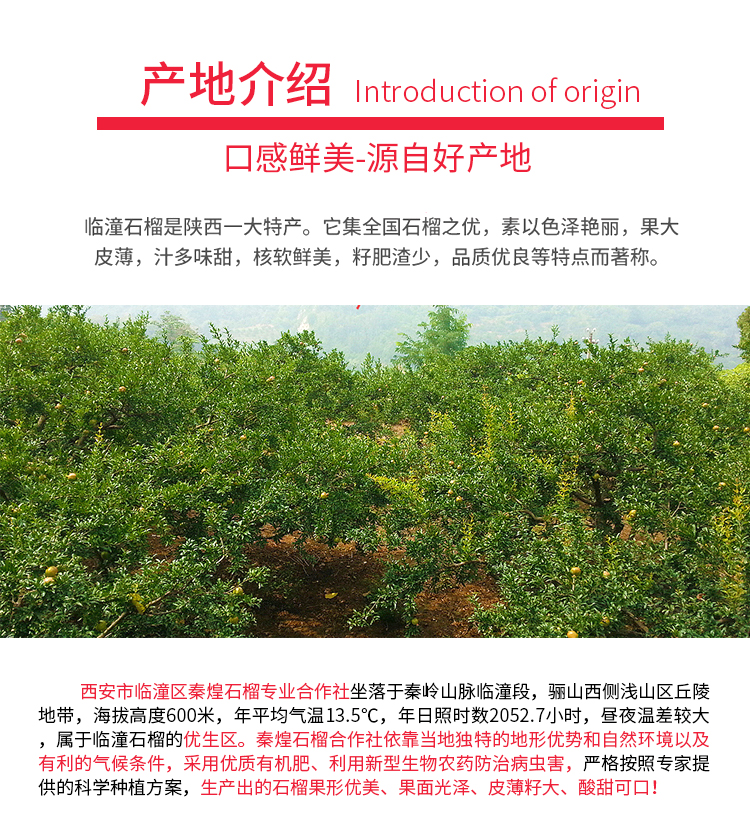 产地介绍 Introduction of origin
口感鲜美-源自好产地
临潼石榴是陕西一大特产。它集全国石榴之优，素以色泽艳丽，果大
皮薄，汁多味甜，核软鲜美，籽肥渣少，品质优良等特点而著称。
西安市临潼区秦煌石榴专业合作社坐落于秦岭山脉临潼段，骊山西侧浅山区丘陵
地带，海拔高度600米，年平均气温13.5℃，年日照时数2052.7小时，昼夜温差较大
，属于临潼石榴的优生区。秦煌石榴合作社依靠当地独特的地形优势和自然环境以及
有利的气候条件，采用优质有机肥、利用新型生物农药防治病虫害，严格按照专家提
供的科学种植方案，生产出的石榴果形优美、果面光泽、皮薄籽大、酸甜可口！